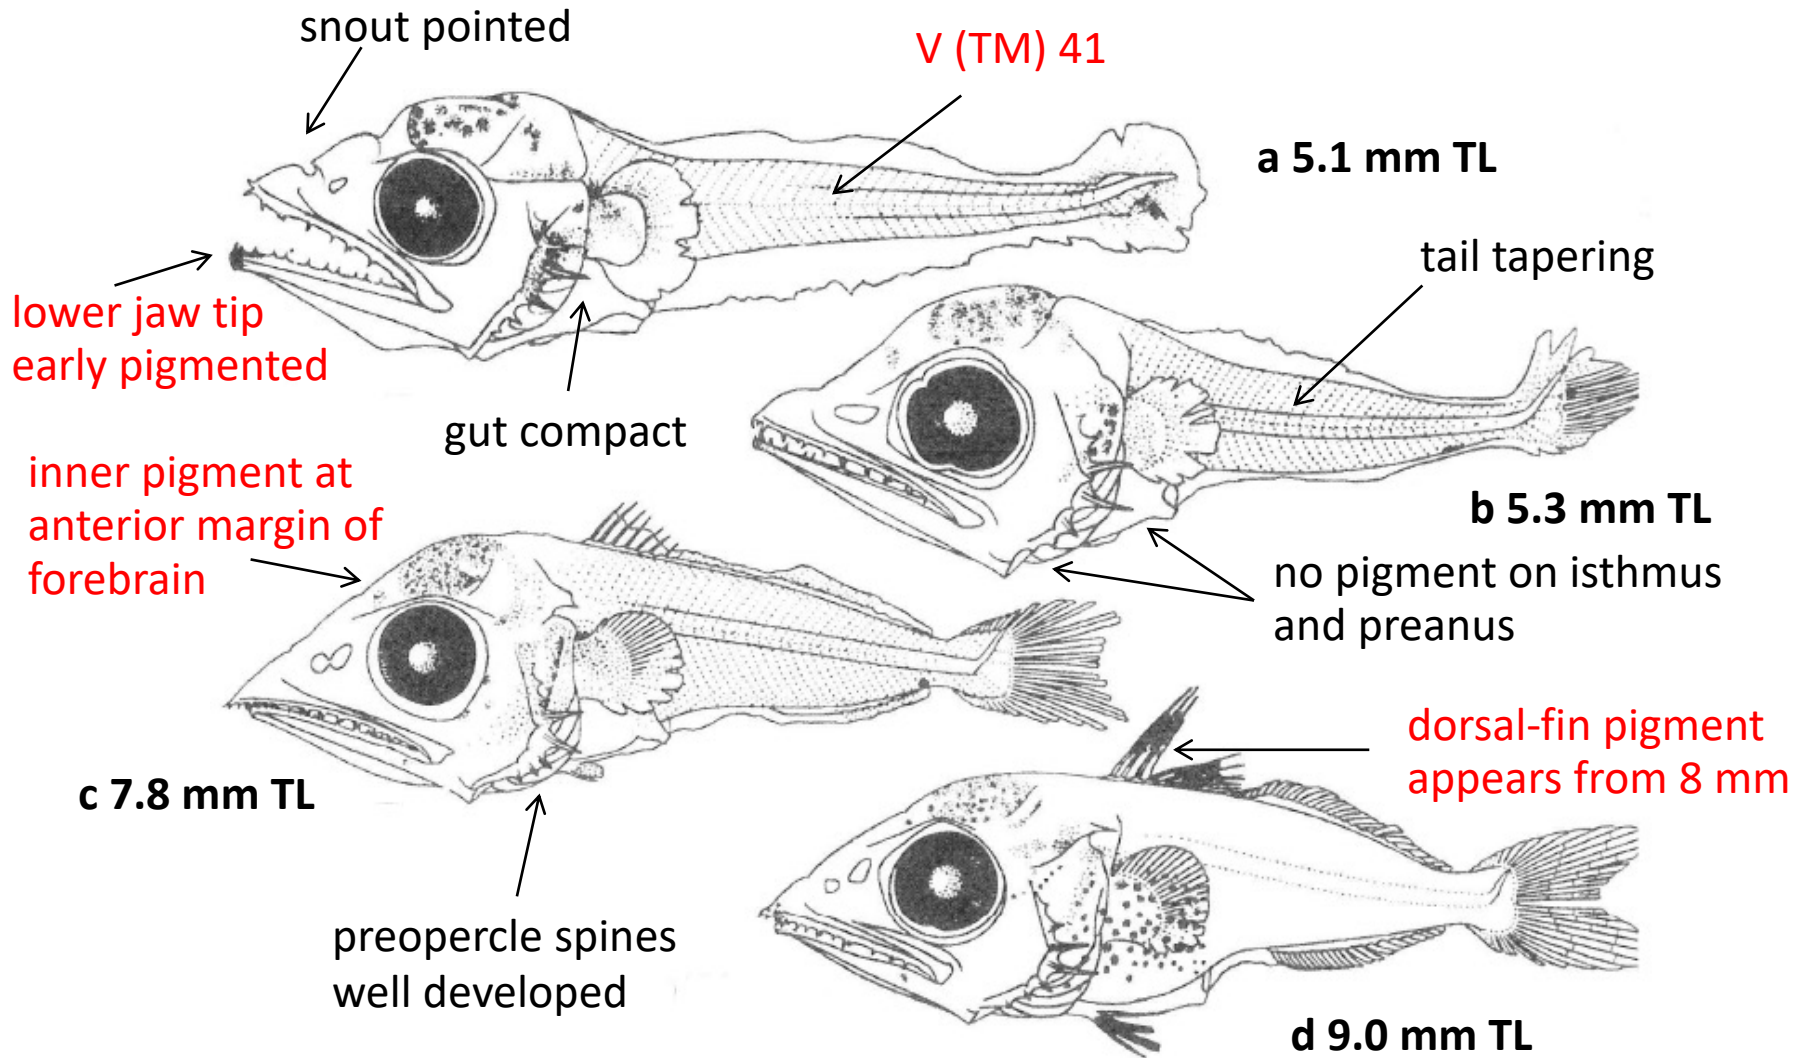 snout pointed
V (TM) 41
a 5.1 mm TL
tail tapering
lower jaw tip
early pigmented
gut compact
inner pigment at
anterior margin of
forebrain
b 5.3 mm TL
no pigment on isthmus
and preanus
c 7.8 mm TL
dorsal-fin pigment
appears from 8 mm
preopercle spines
well developed
d 9.0 mm TL